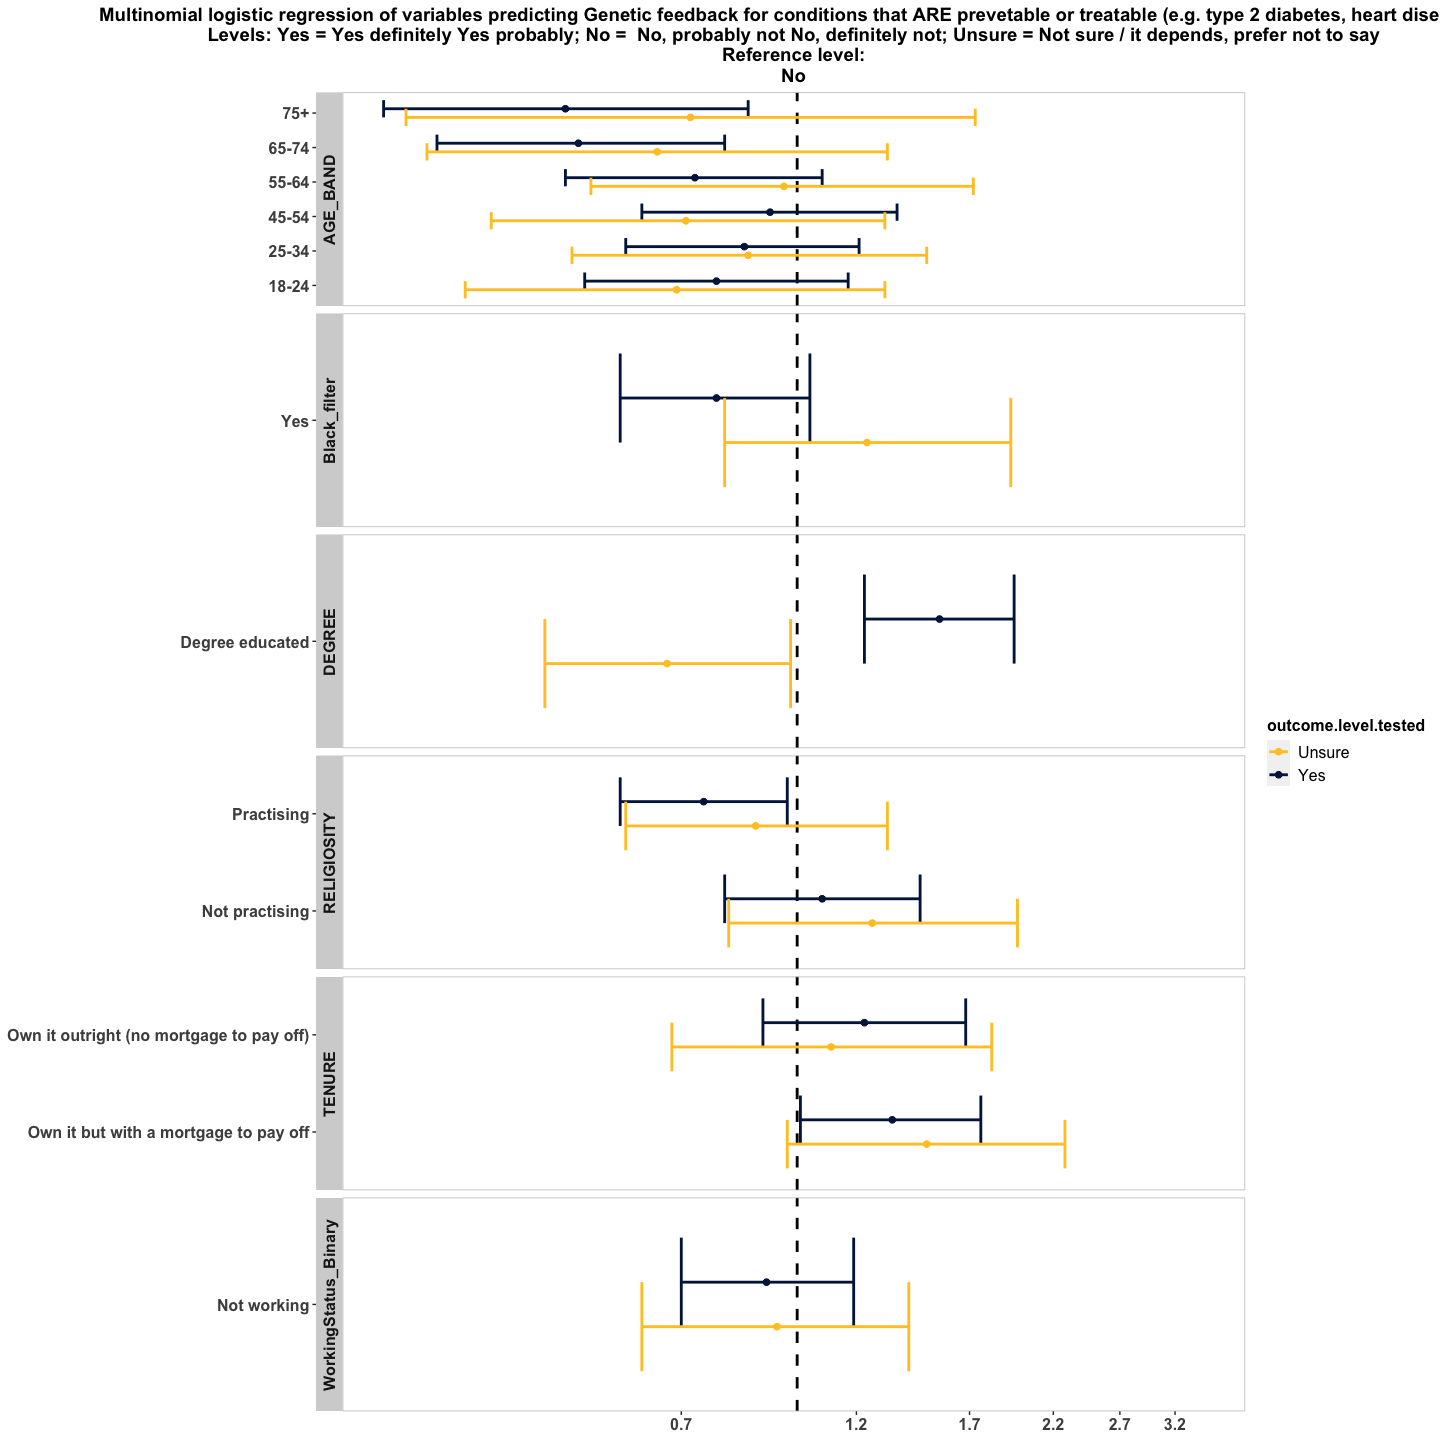 Multinomial logistic regression of variables predicting Genetic feedback for conditions that ARE prevetable or treatable (e.g. type 2 diabetes, heart dise
Levels: Yes = Yes definitely Yes probably; No =  No, probably not No, definitely not; Unsure = Not sure / it depends, prefer not to say
Reference level:
No
AGE_BAND
75+
65-74
55-64
45-54
25-34
18-24
Black_filter
Yes
DEGREE
Degree educated
RELIGIOSITY
Practising
Not practising
TENURE
Own it outright (no mortgage to pay off)
Own it but with a mortgage to pay off
WorkingStatus_Binary
Not working
0.7
1.2
1.7
2.2
2.7
3.2
outcome.level.tested
Unsure
Yes